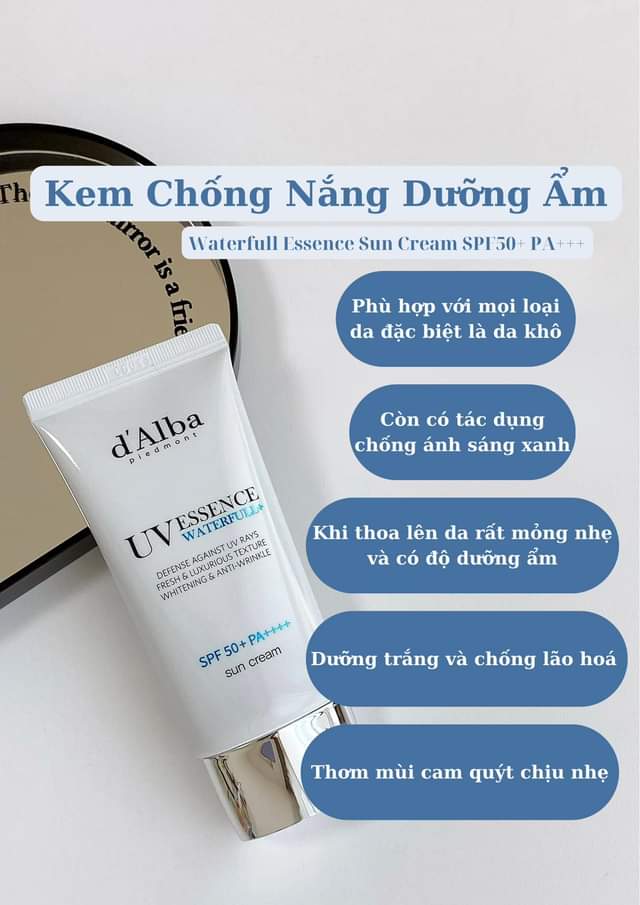 Kem Chống Nắng Dưỡng Ẩm
Waterfull Essence Sun Cream SPF50+ PA+++
Phù hợp với mọi loại
da đặc biệt là da khô
Còn có tác dụng
chống ánh sáng xanh
Khi thoa lên da rất mỏng nhẹ
và có độ dưỡng ẩm
Dưỡng trắng và chống lão hoá
Thơm mùi cam quýt chịu nhẹ
mirror is a frie
d'Alba
piedmont
UV ESSENCE
WATERFULL+
DEFENSE AGAINST UV RAYS
FRESH & LUXURIOUS TEXTURE
WHITENING & ANTI-WRINKLE
SPF 50+ PA++++
sun cream